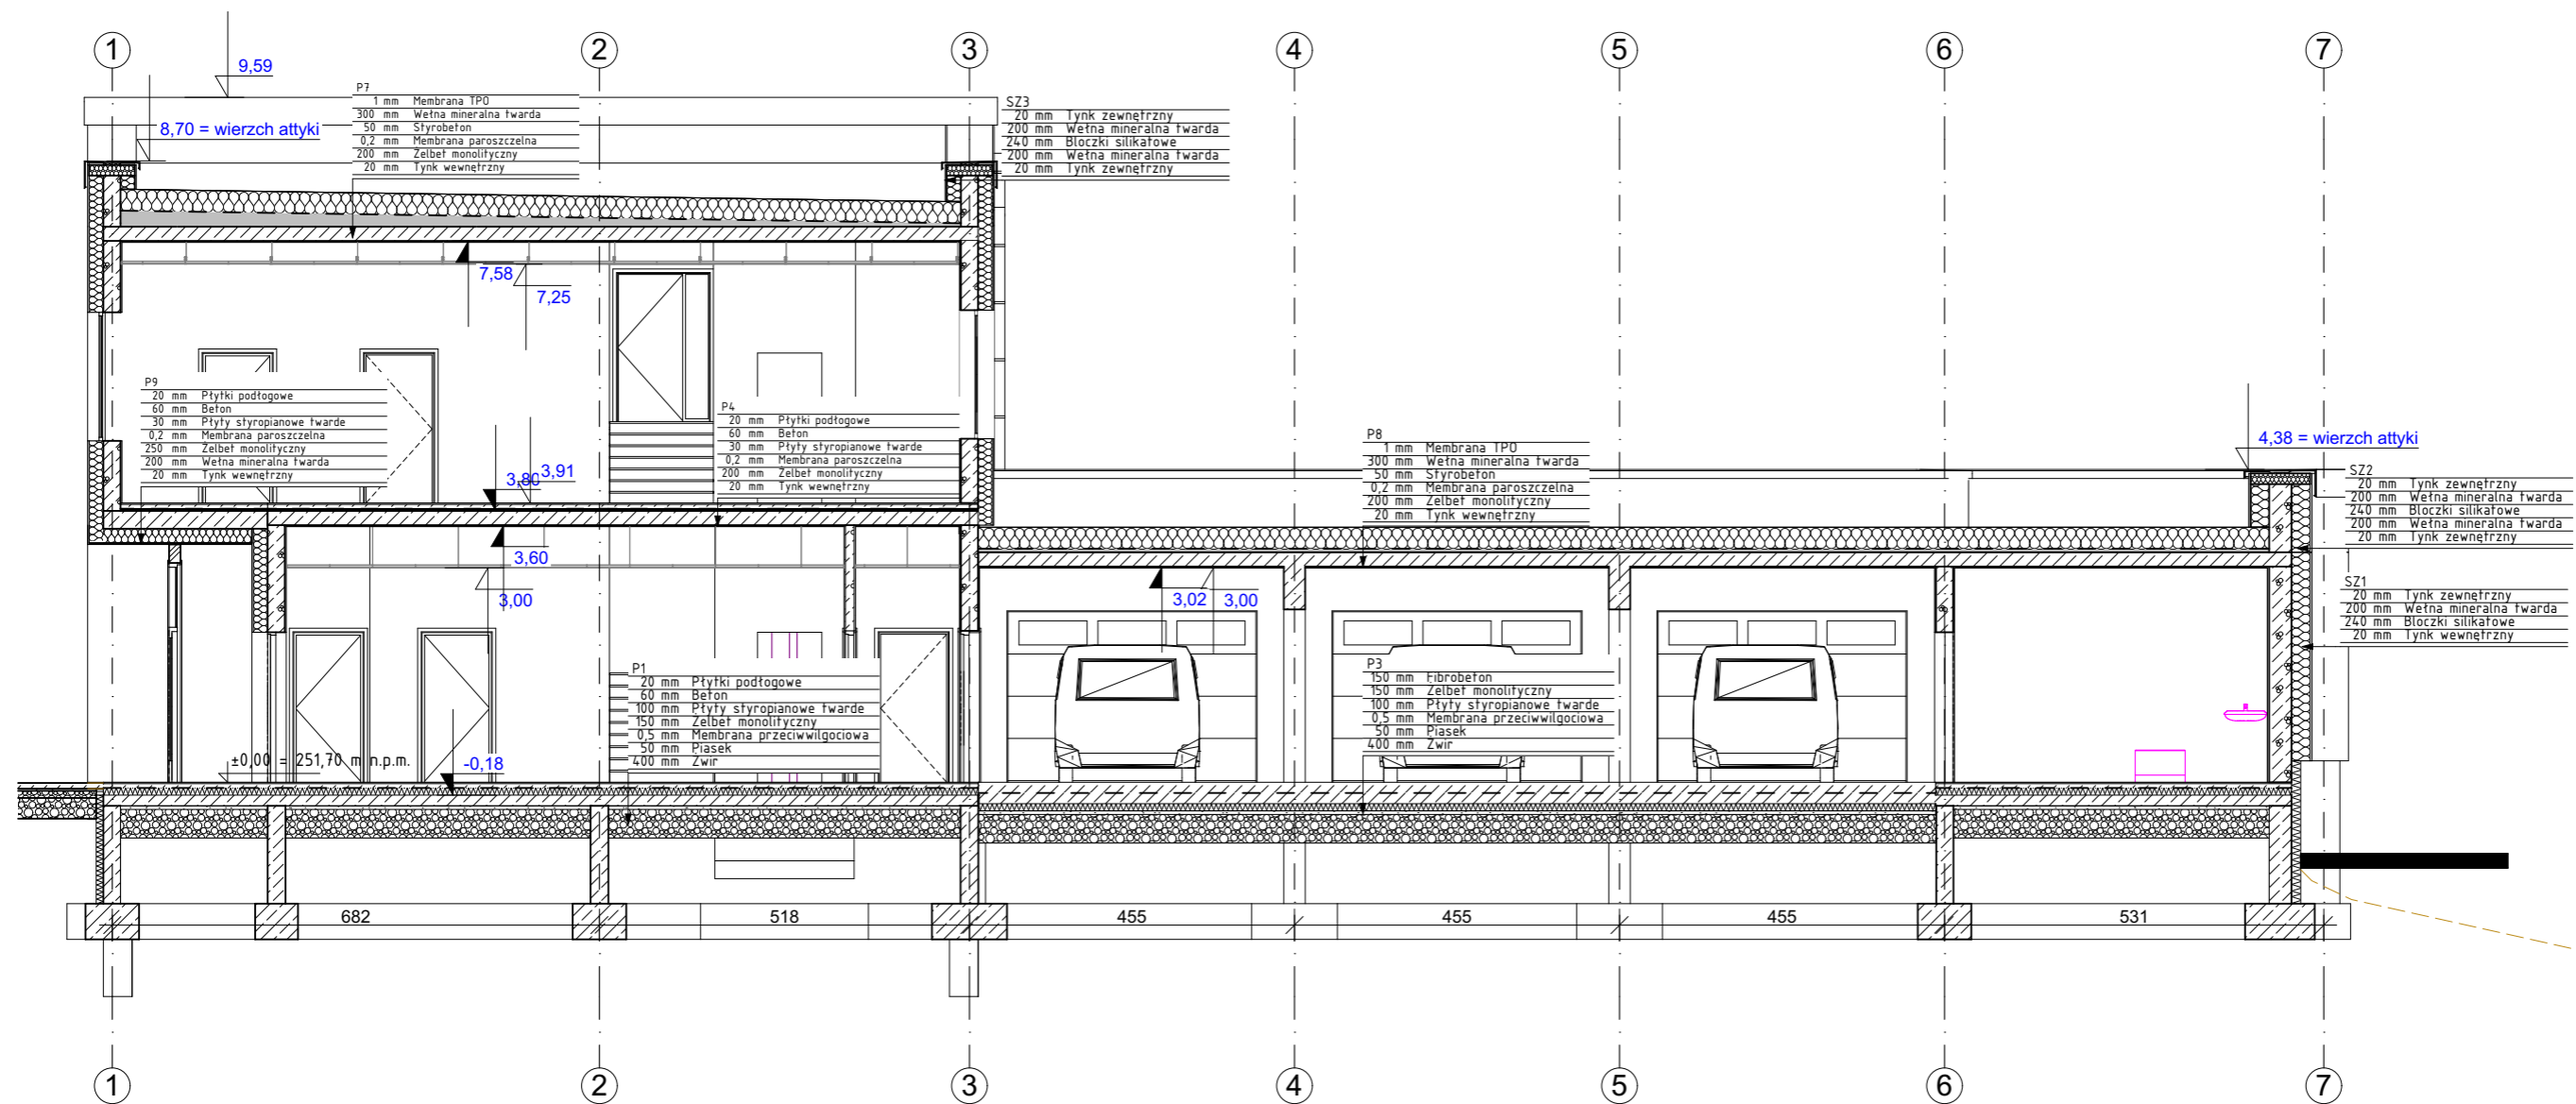 1 2 3 4 5 6 7
9,59
8,70 = wierzch attyki
P7
1 mm Membrana TPO
300 mm Wełna mineralna twarda
50 mm Styrobeton
0,2 mm Membrana paroszczelna
200 mm Żelbet monolityczny
20 mm Tynk wewnętrzny
SZ3
20 mm Tynk zewnętrzny
200 mm Wełna mineralna twarda
240 mm Bloczki silikatowe
200 mm Wełna mineralna twarda
20 mm Tynk zewnętrzny
7,58
7,25
P9
20 mm Płytki podłogowe
60 mm Beton
30 mm Płyty styropianowe twarde
0,2 mm Membrana paroszczelna
250 mm Żelbet monolityczny
200 mm Wełna mineralna twarda
20 mm Tynk wewnętrzny
3,80
3,91
P4
20 mm Płytki podłogowe
60 mm Beton
30 mm Płyty styropianowe twarde
0,2 mm Membrana paroszczelna
200 mm Żelbet monolityczny
20 mm Tynk wewnętrzny
P8
1 mm Membrana TPO
300 mm Wełna mineralna twarda
50 mm Styrobeton
0,2 mm Membrana paroszczelna
200 mm Żelbet monolityczny
20 mm Tynk wewnętrzny
4,38 = wierzch attyki
SZ2
20 mm Tynk zewnętrzny
200 mm Wełna mineralna twarda
240 mm Bloczki silikatowe
200 mm Wełna mineralna twarda
20 mm Tynk zewnętrzny
3,60
3,00
3,02
3,00
SZ1
20 mm Tynk zewnętrzny
200 mm Wełna mineralna twarda
240 mm Bloczki silikatowe
20 mm Tynk wewnętrzny
P1
20 mm Płytki podłogowe
60 mm Beton
100 mm Płyty styropianowe twarde
150 mm Żelbet monolityczny
0,5 mm Membrana przeciwwilgociowa
50 mm Piasek
400 mm Żwir
P3
150 mm Fibrobeton
150 mm Żelbet monolityczny
100 mm Płyty styropianowe twarde
0,5 mm Membrana przeciwwilgociowa
50 mm Piasek
400 mm Żwir
±0,00 = 251,70 m n.p.m.
-0,18
682 518 455 455 455 531
1 2 3 4 5 6 7